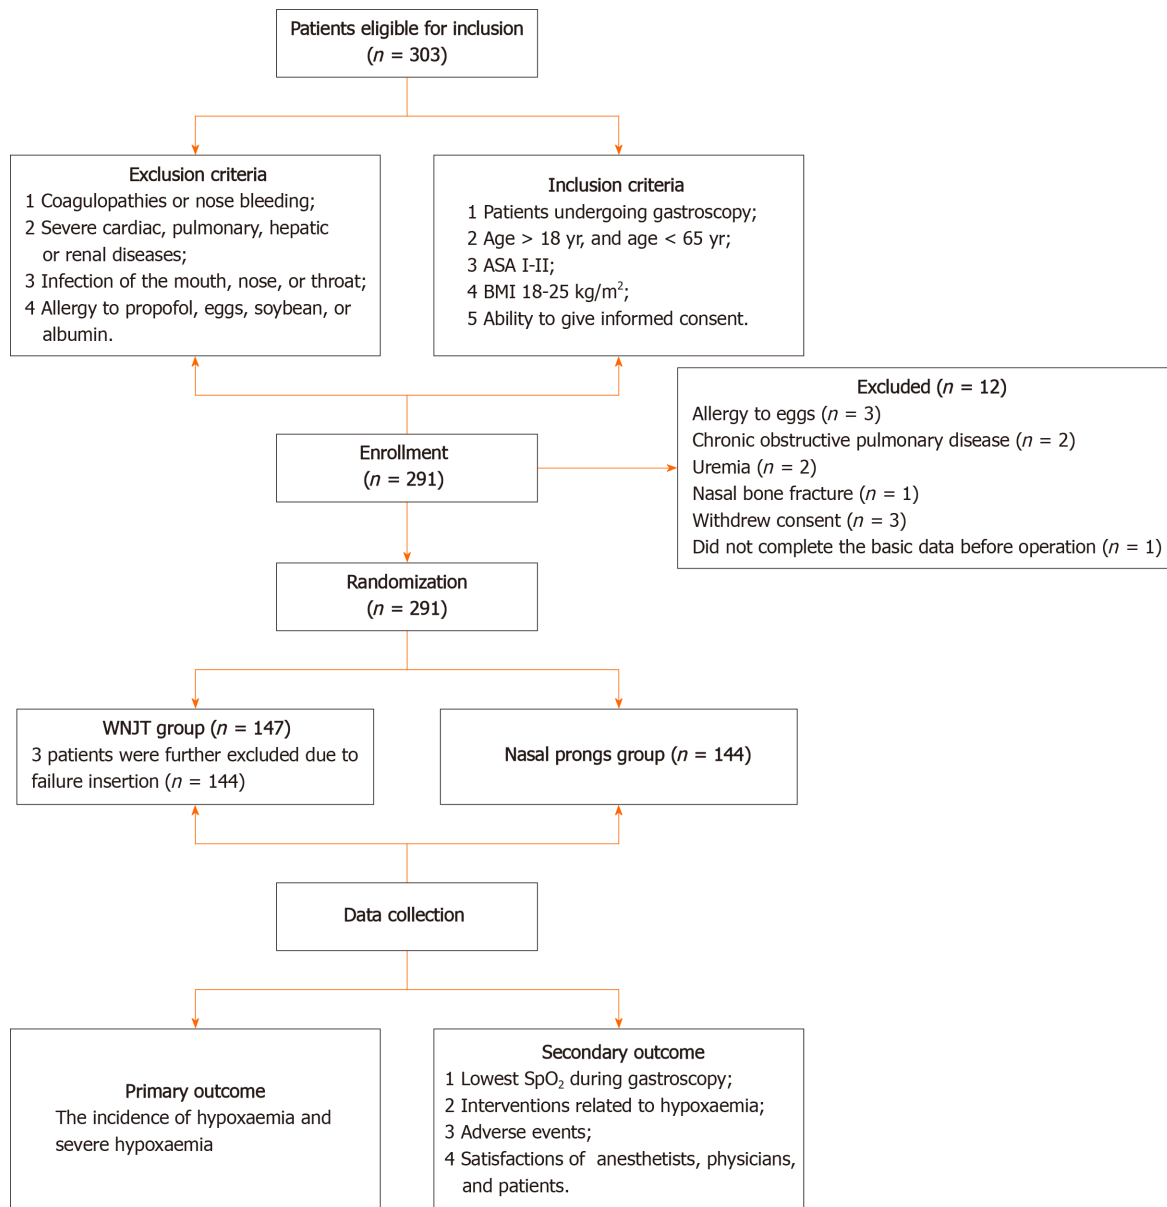 Patients eligible for inclusion
(n = 303)
Exclusion criteria
1 Coagulopathies or nose bleeding;
2 Severe cardiac, pulmonary, hepatic
or renal diseases;
3 Infection of the mouth, nose, or throat;
4 Allergy to propofol, eggs, soybean, or
albumin.
Inclusion criteria
1 Patients undergoing gastroscopy;
2 Age > 18 yr, and age < 65 yr;
3 ASA I-II;
4 BMI 18-25 kg/m²;
5 Ability to give informed consent.
Enrollment
(n = 291)
Excluded (n = 12)
Allergy to eggs (n = 3)
Chronic obstructive pulmonary disease (n = 2)
Uremia (n = 2)
Nasal bone fracture (n = 1)
Withdrew consent (n = 3)
Did not complete the basic data before operation (n = 1)
Randomization
(n = 291)
WNJT group (n = 147)
3 patients were further excluded due to
failure insertion (n = 144)
Nasal prongs group (n = 144)
Data collection
Primary outcome
The incidence of hypoxaemia and
severe hypoxaemia
Secondary outcome
1 Lowest SpO₂ during gastroscopy;
2 Interventions related to hypoxaemia;
3 Adverse events;
4 Satisfactions of anesthetists, physicians,
and patients.